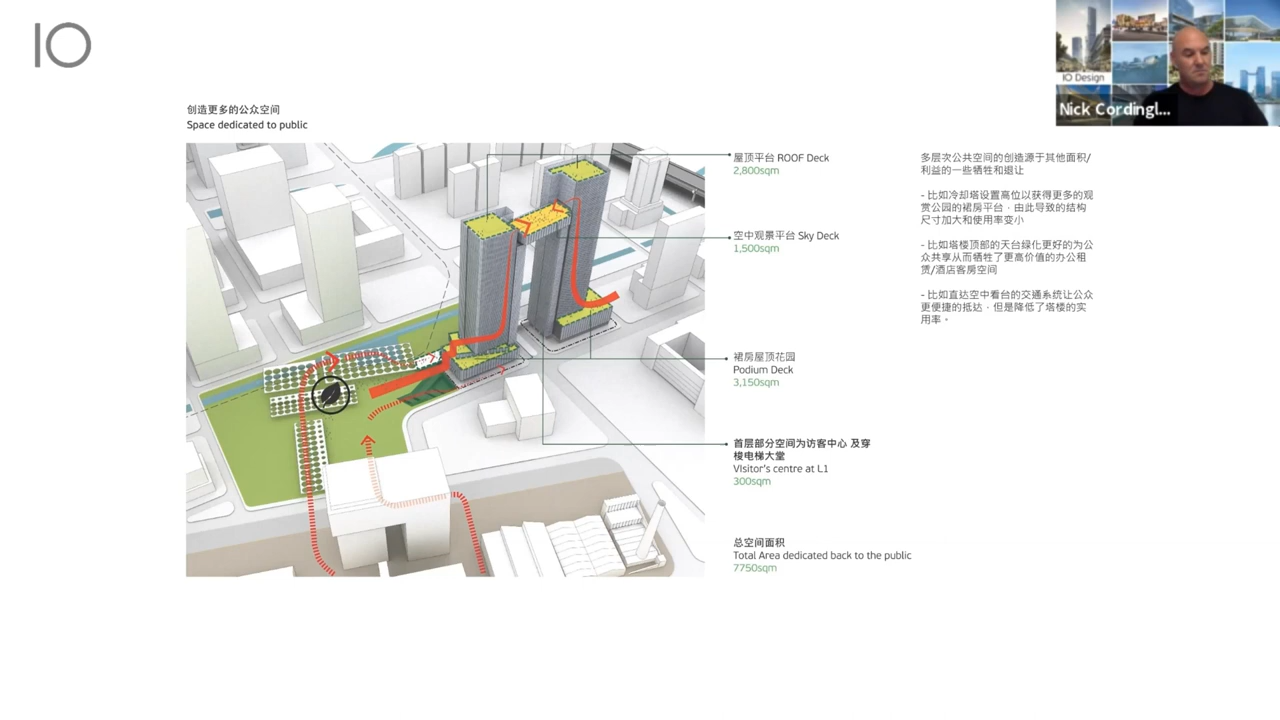 IO
IO Design
Nick Cordingl...
创造更多的公众空间
Space dedicated to public
屋顶平台 ROOF Deck
2,800sqm
空中观景平台 Sky Deck
1,500sqm
裙房屋顶花园
Podium Deck
3,150sqm
首层部分空间为访客中心 及穿
梭电梯大堂
Visitor's centre at L1
300sqm
总空间面积
Total Area dedicated back to the public
7750sqm
多层次公共空间的创造源于其他面积/
利益的一些牺牲和退让
- 比如冷却塔设置高位以获得更多的观
赏公园的裙房平台，由此导致的结构
尺寸加大和使用率变小
- 比如塔楼顶部的天台绿化更好的为公
众共享从而牺牲了更高价值的办公租
赁/酒店客房空间
- 比如直达空中看台的交通系统让公众
更便捷的抵达，但是降低了塔楼的实
用率。